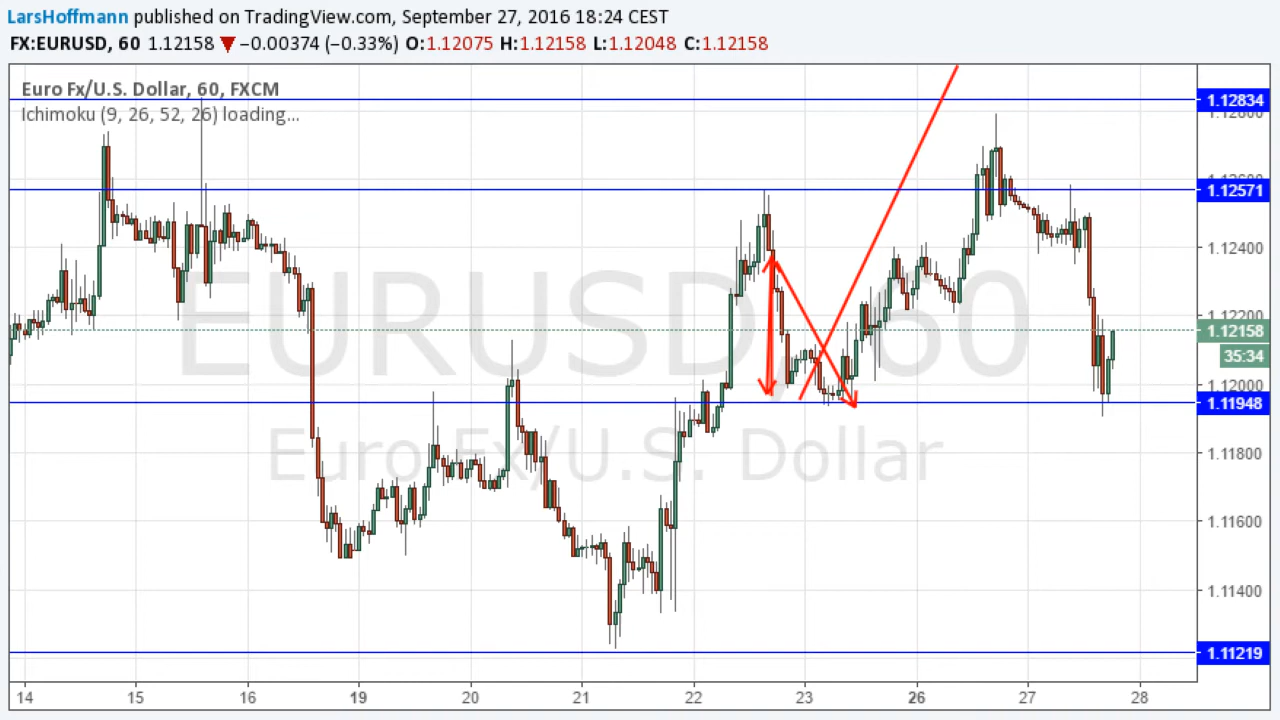 LarsHoffmann published on TradingView.com, September 27, 2016 18:24 CEST
FX:EURUSD, 60 1.12158 ▼ −0.00374 (−0.33%) O:1.12075 H:1.12158 L:1.12048 C:1.12158
Euro Fx/U.S. Dollar, 60, FXCM
Ichimoku (9, 26, 52, 26) loading...
EURUSD, 60
Euro Fx/U.S. Dollar
1.12834
1.12800
1.12600
1.12571
1.12400
1.12200
1.12158
35:34
1.12000
1.11948
1.11800
1.11600
1.11400
1.11219
14 15 16 19 20 21 22 23 26 27 28